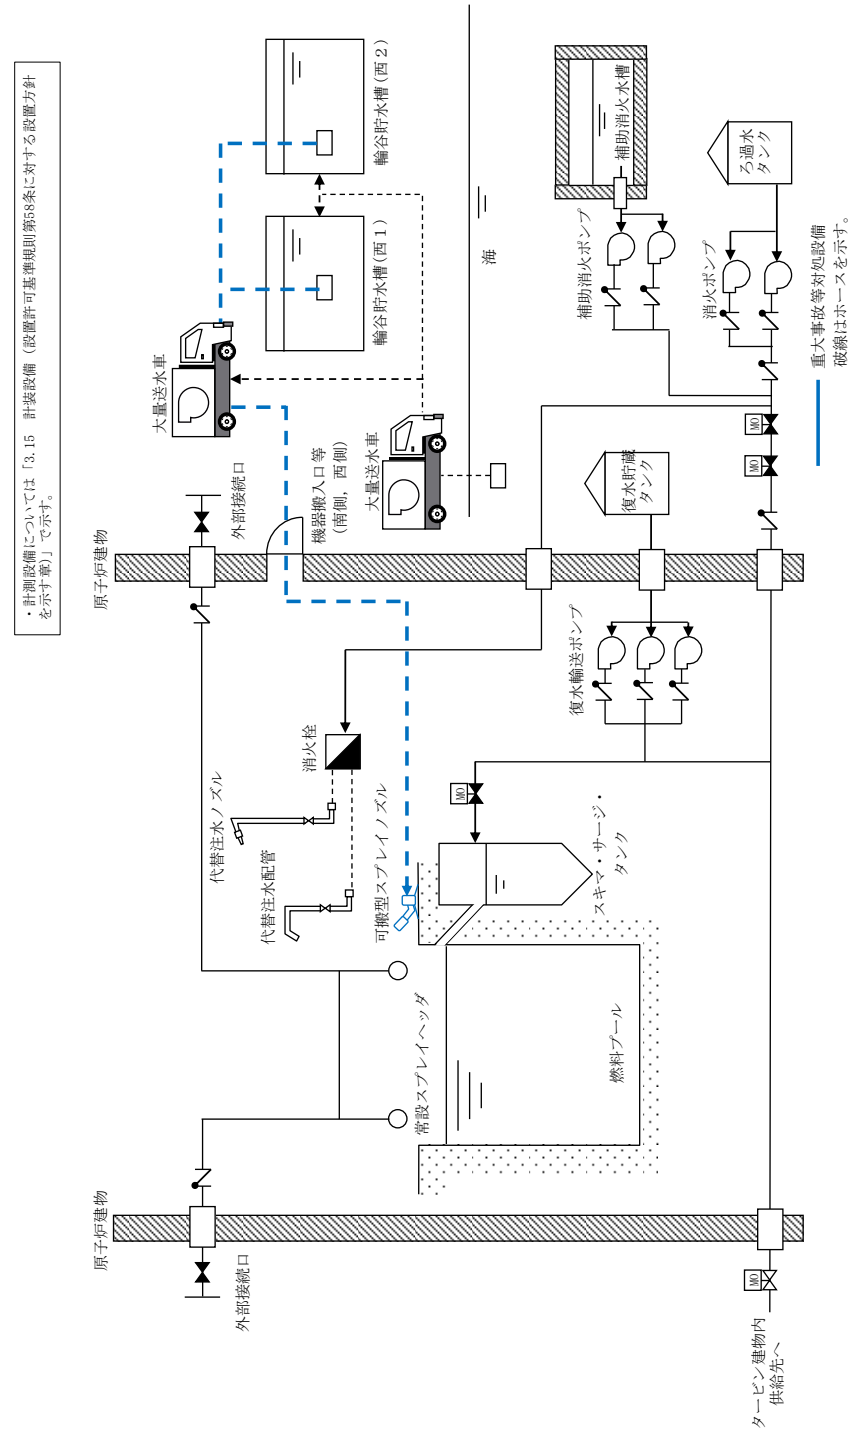 ・計測設備については「3.15　計装設備（設置許可基準規則第58条に対する設置方針
を示す章）」で示す。
原子炉建物
外部接続口
タービン建物内
供給先へ
MO
原子炉建物
外部接続口
機器搬入口等
（南側，西側）
大量送水車
大量送水車
輪谷貯水槽(西1)
輪谷貯水槽(西2)
海
補助消火水槽
補助消火ポンプ
ろ過水
タンク
消火ポンプ
MO
MO
復水貯蔵
タンク
復水輸送ポンプ
消火栓
代替注水ノズル
代替注水配管
可搬型スプレイノズル
MO
スキマ・サージ・
タンク
常設スプレイヘッダ
燃料プール
重大事故等対処設備
破線はホースを示す。